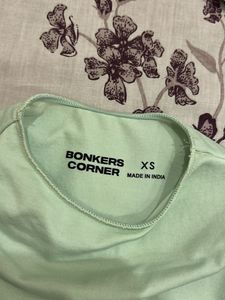 BONKERS
CORNER
XS
MADE IN INDIA